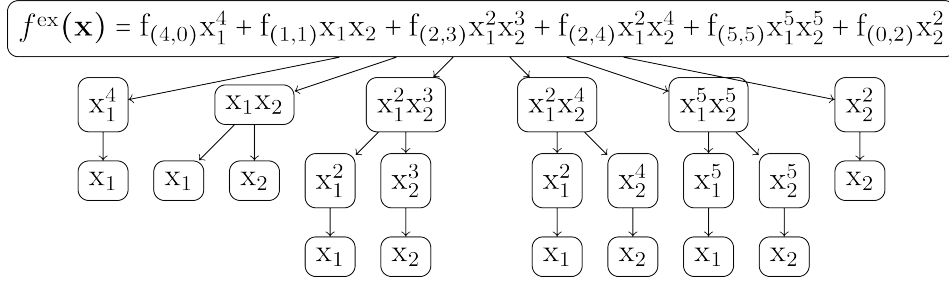 f^ex(x) = f_(4,0)x_1^4 + f_(1,1)x_1x_2 + f_(2,3)x_1^2x_2^3 + f_(2,4)x_1^2x_2^4 + f_(5,5)x_1^5x_2^5 + f_(0,2)x_2^2
x_1^4 x_1x_2 x_1^2x_2^3 x_1^2x_2^4 x_1^5x_2^5 x_2^2
x_1 x_1 x_2 x_1^2 x_2^3 x_1^2 x_2^4 x_1^5 x_2^5 x_2
x_1 x_2 x_1 x_2 x_1 x_2